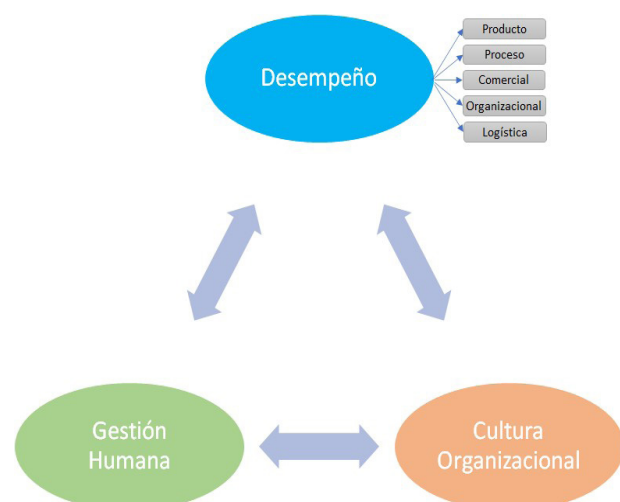 Desempeño
Producto
Proceso
Comercial
Organizacional
Logística
Gestión
Humana
Cultura
Organizacional